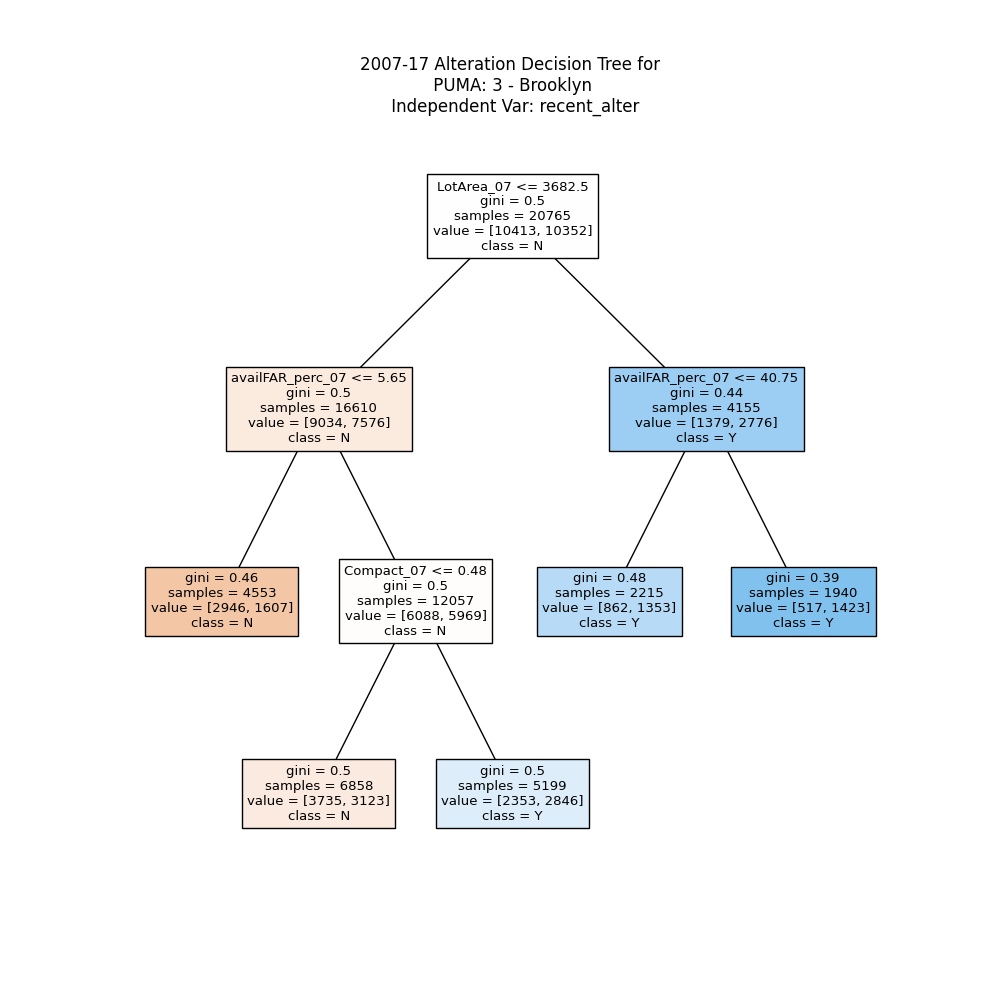 2007-17 Alteration Decision Tree for
PUMA: 3 - Brooklyn
Independent Var: recent_alter
LotArea_07 <= 3682.5
gini = 0.5
samples = 20765
value = [10413, 10352]
class = N
availFAR_perc_07 <= 5.65
gini = 0.5
samples = 16610
value = [9034, 7576]
class = N
availFAR_perc_07 <= 40.75
gini = 0.44
samples = 4155
value = [1379, 2776]
class = Y
gini = 0.46
samples = 4553
value = [2946, 1607]
class = N
Compact_07 <= 0.48
gini = 0.5
samples = 12057
value = [6088, 5969]
class = N
gini = 0.48
samples = 2215
value = [862, 1353]
class = Y
gini = 0.39
samples = 1940
value = [517, 1423]
class = Y
gini = 0.5
samples = 6858
value = [3735, 3123]
class = N
gini = 0.5
samples = 5199
value = [2353, 2846]
class = Y